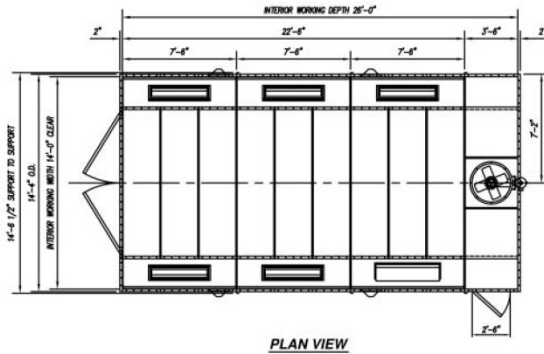 INTERIOR WORKING DEPTH 26'-0"
2" 22'-6" 3'-6" 2"
7'-6" 7'-6" 7'-6"
14'-6 1/2" SUPPORT TO SUPPORT
14'-4" O.D.
INTERIOR WORKING WIDTH 14'-0" CLEAR
7'-2"
2'-6"
PLAN VIEW